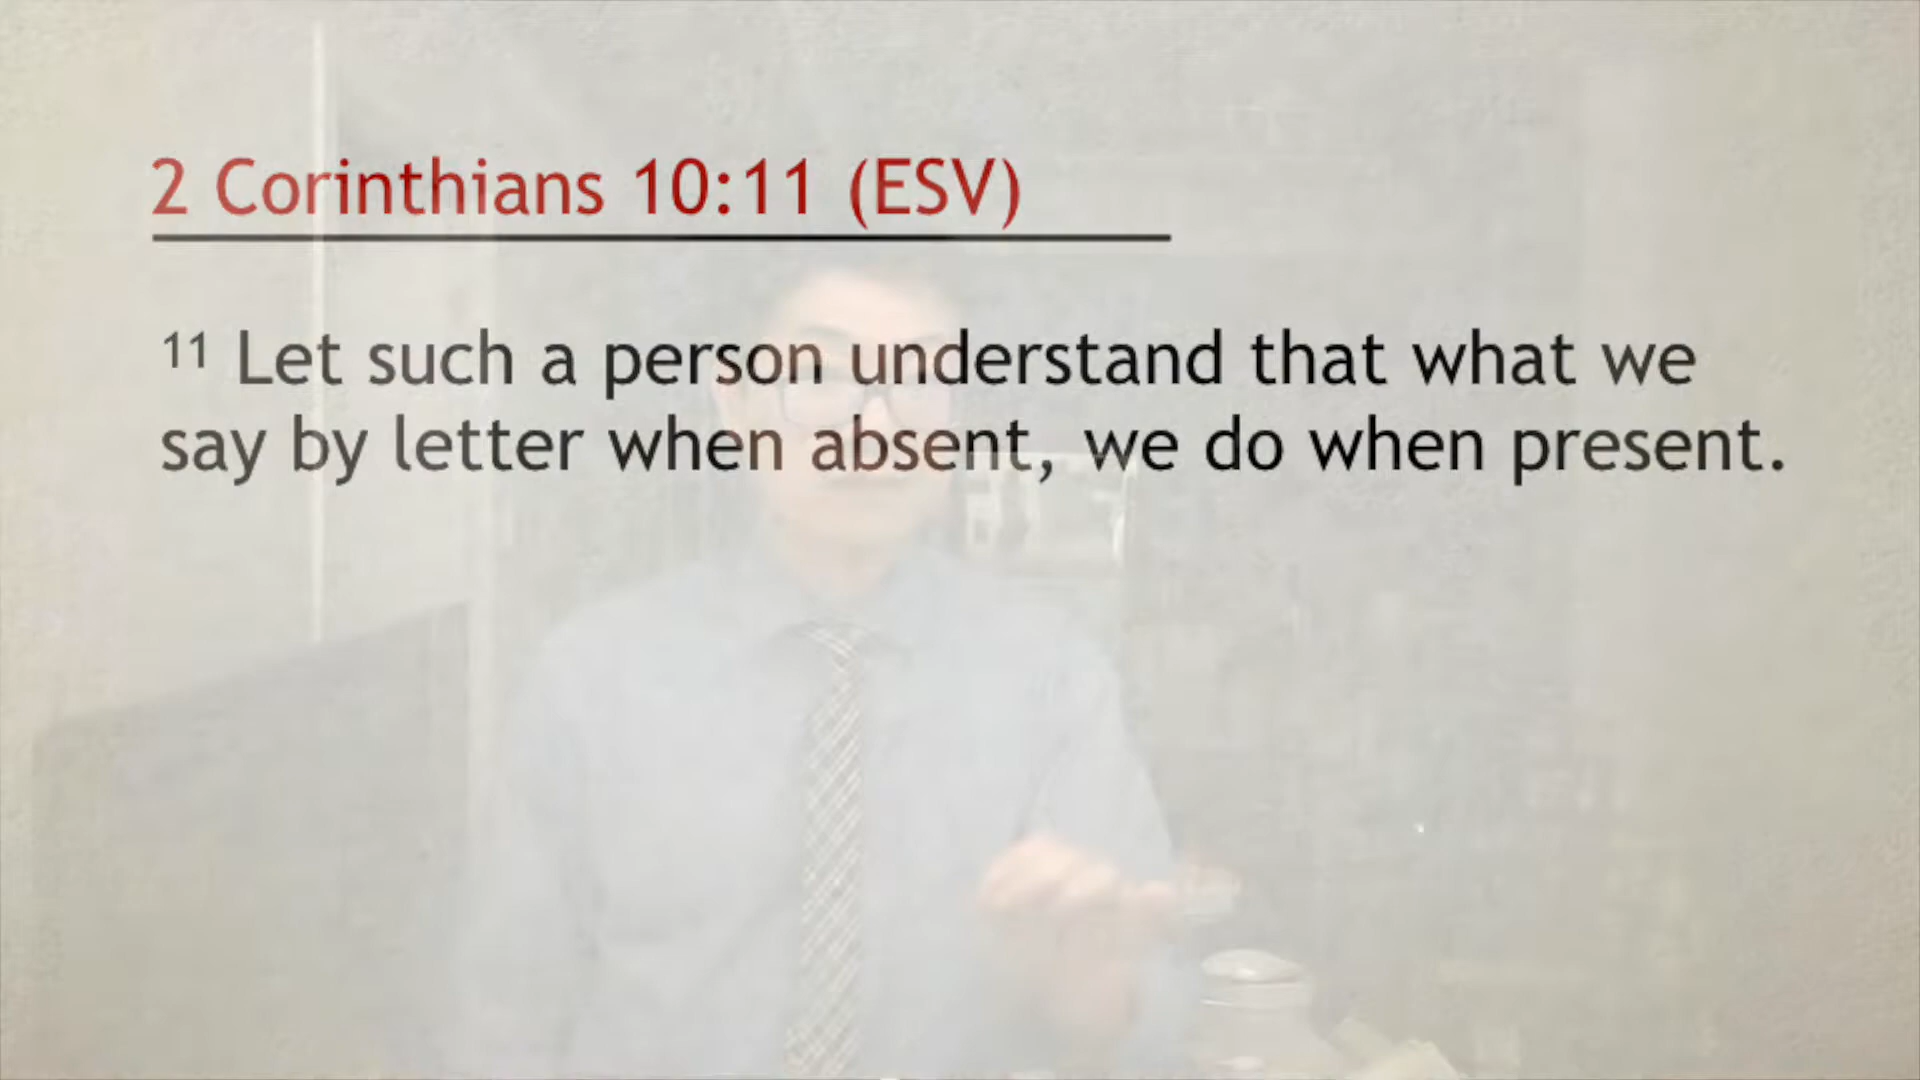 2 Corinthians 10:11 (ESV)
11 Let such a person understand that what we
say by letter when absent, we do when present.